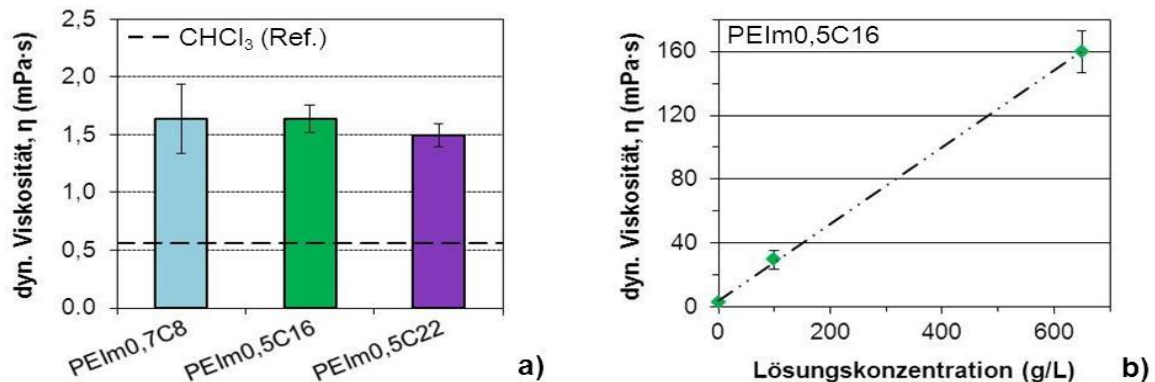 dyn. Viskosität, η (mPa·s)
2,5
2,0
1,5
1,0
0,5
0.0
CHCl₃ (Ref.)
PEIm0,7C8
PEIm0,5C16
PEIm0,5C22
a)
dyn. Viskosität, η (mPa·s)
160
120
80
40
0
PEIm0,5C16
0
200
400
600
Lösungskonzentration (g/L)
b)